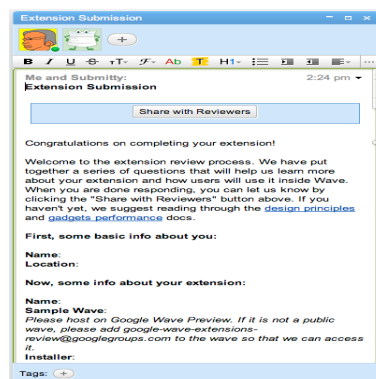 Extension Submission
B I U S TT F Ab T H1
Me and Submitty: 2:24 pm
Extension Submission
Share with Reviewers
Congratulations on completing your extension!
Welcome to the extension review process. We have put
together a series of questions that will help us learn more
about your extension and how users will use it inside Wave.
When you are done responding, you can let us know by
clicking the "Share with Reviewers" button above. If you
haven't yet, we suggest reading through the design principles
and gadgets performance docs.
First, some basic info about you:
Name:
Location:
Now, some info about your extension:
Name:
Sample Wave:
Please host on Google Wave Preview. If it is not a public
wave, please add google-wave-extensions-
review@googlegroups.com to the wave so that we can access
it.
Installer:
Tags: